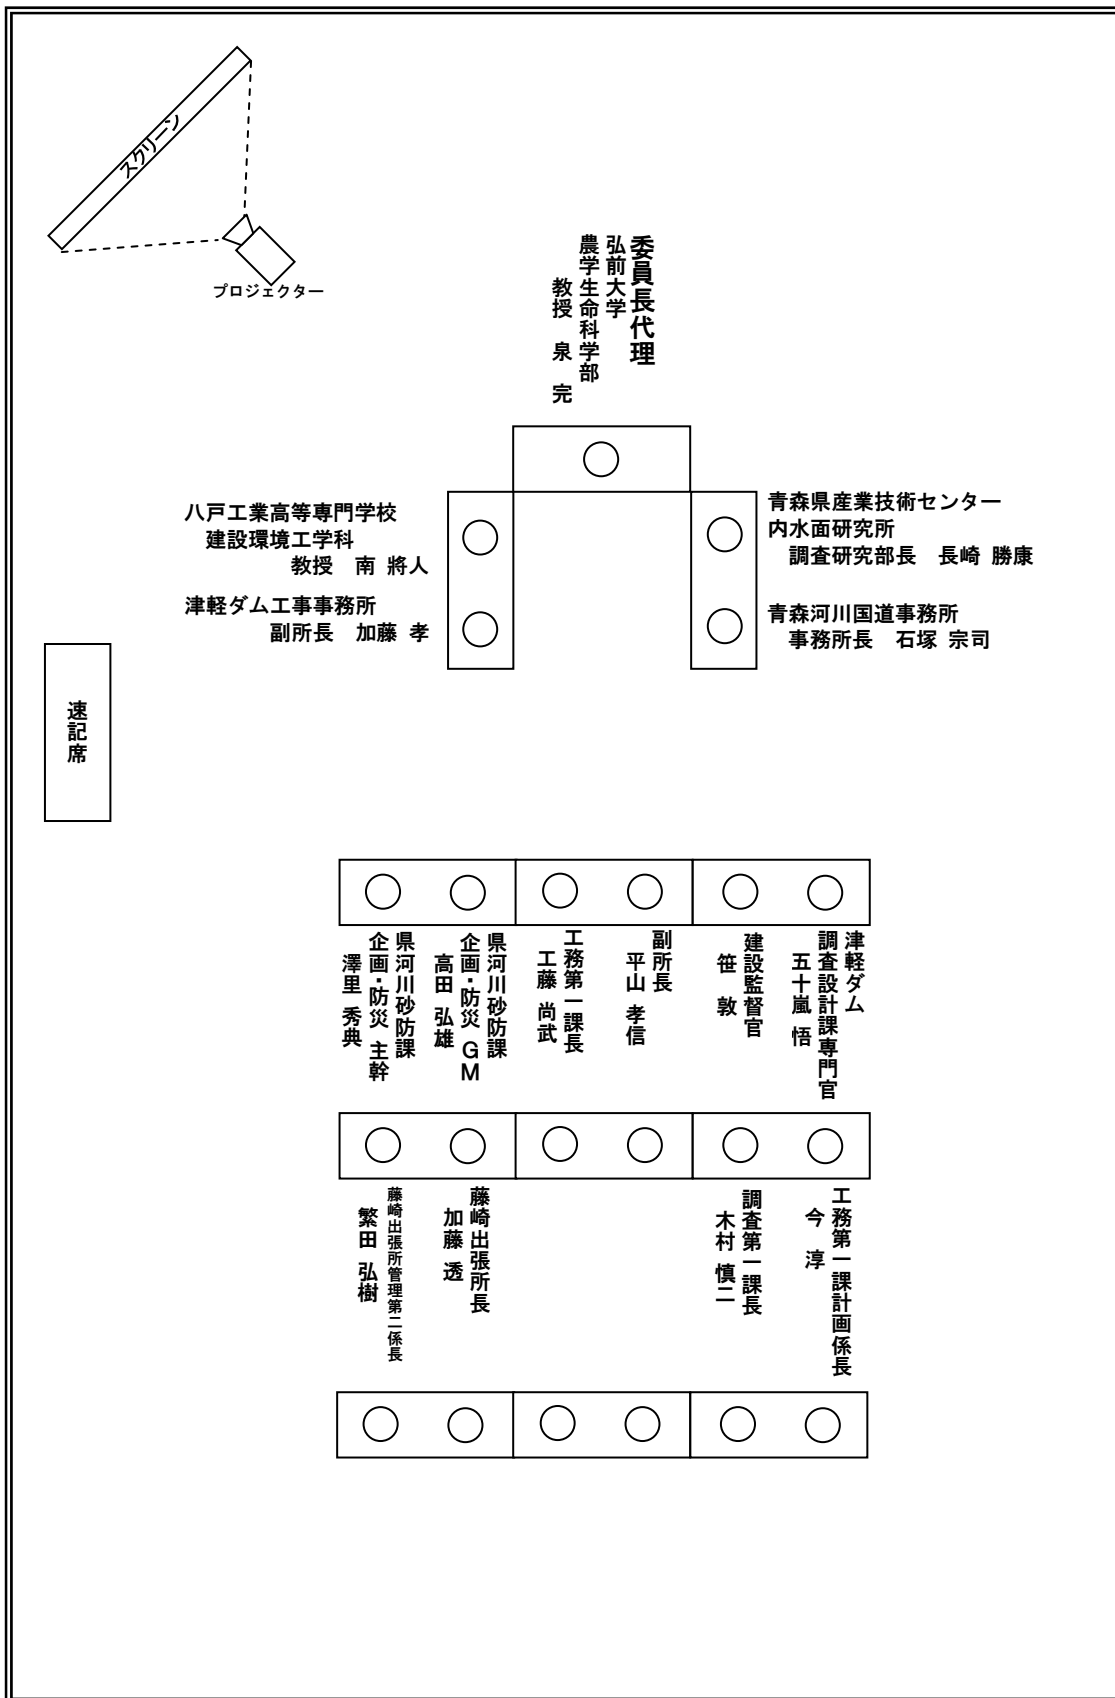 スクリーン
プロジェクター
委員長代理
弘前大学
農学生命科学部
教授 泉 完
八戸工業高等専門学校
建設環境工学科
教授 南 將人
津軽ダム工事事務所
副所長 加藤 孝
青森県産業技術センター
内水面研究所
調査研究部長 長崎 勝康
青森河川国道事務所
事務所長 石塚 宗司
速記席
津軽ダム
調査設計課専門官
五十嵐 悟
建設監督官
笹 敦
副所長
平山 孝信
工務第一課長
工藤 尚武
県河川砂防課
企画・防災 GM
高田 弘雄
県河川砂防課
企画・防災 主幹
澤里 秀典
工務第一課計画係長
今 淳
調査第一課長
木村 慎二
藤崎出張所長
加藤 透
藤崎出張所管理第二係長
繁田 弘樹